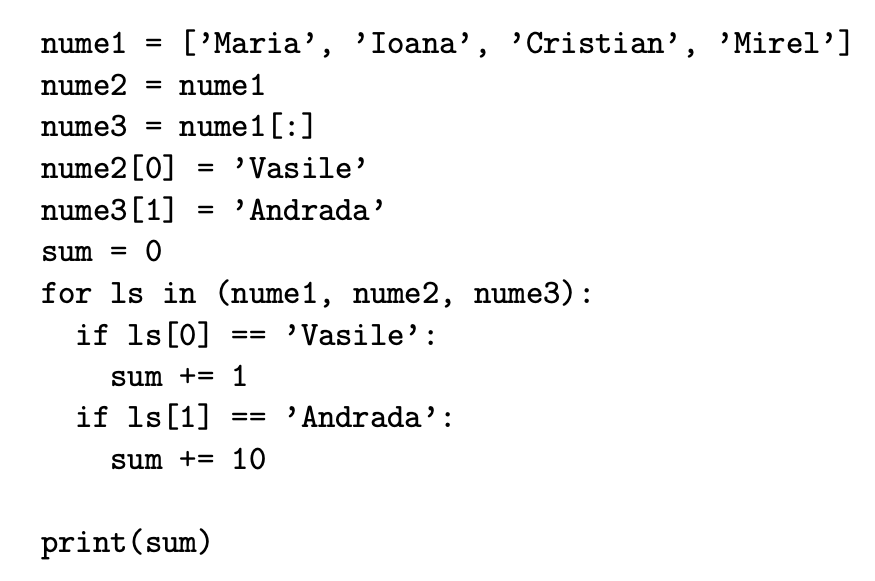 nume1 = [’Maria’, ’Ioana’, ’Cristian’, ’Mirel’]
nume2 = nume1
nume3 = nume1[:]
nume2[0] = ’Vasile’
nume3[1] = ’Andrada’
sum = 0
for ls in (nume1, nume2, nume3):
  if ls[0] == ’Vasile’:
    sum += 1
  if ls[1] == ’Andrada’:
    sum += 10

print(sum)